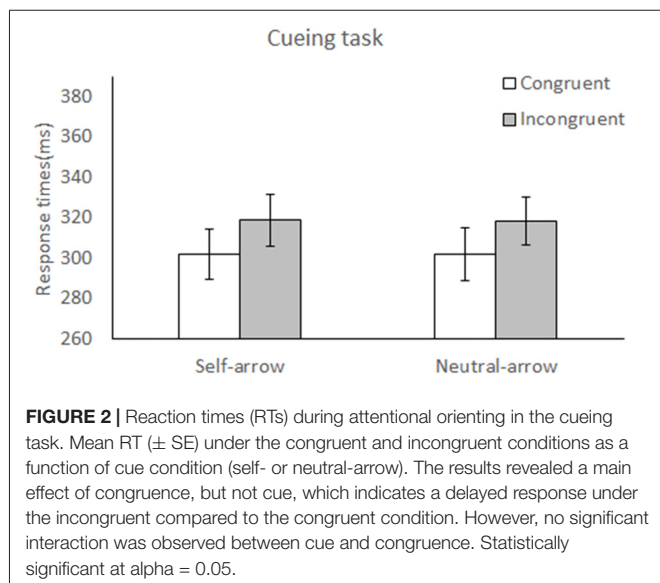 Cueing task
Congruent
Incongruent
Response times(ms)
380
360
340
320
300
280
260
Self-arrow
Neutral-arrow
FIGURE 2 | Reaction times (RTs) during attentional orienting in the cueing
task. Mean RT (± SE) under the congruent and incongruent conditions as a
function of cue condition (self- or neutral-arrow). The results revealed a main
effect of congruence, but not cue, which indicates a delayed response under
the incongruent compared to the congruent condition. However, no significant
interaction was observed between cue and congruence. Statistically
significant at alpha = 0.05.